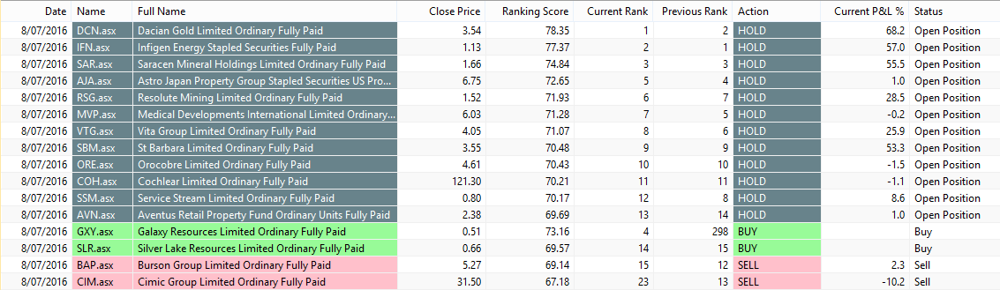 Date Name Full Name Close Price Ranking Score Current Rank Previous Rank Action Current P&L % Status
8/07/2016 DCN.asx Dacian Gold Limited Ordinary Fully Paid 3.54 78.35 1 2 HOLD 68.2 Open Position
8/07/2016 IFN.asx Infigen Energy Stapled Securities Fully Paid 1.13 77.37 2 1 HOLD 57.0 Open Position
8/07/2016 SAR.asx Saracen Mineral Holdings Limited Ordinary Fully Paid 1.66 74.84 3 3 HOLD 55.5 Open Position
8/07/2016 AJA.asx Astro Japan Property Group Stapled Securities US Pro... 6.75 72.65 5 4 HOLD 1.0 Open Position
8/07/2016 RSG.asx Resolute Mining Limited Ordinary Fully Paid 1.52 71.93 6 7 HOLD 28.5 Open Position
8/07/2016 MVP.asx Medical Developments International Limited Ordinary... 6.03 71.28 7 5 HOLD -0.2 Open Position
8/07/2016 VTG.asx Vita Group Limited Ordinary Fully Paid 4.05 71.07 8 6 HOLD 25.9 Open Position
8/07/2016 SBM.asx St Barbara Limited Ordinary Fully Paid 3.55 70.48 9 9 HOLD 53.3 Open Position
8/07/2016 ORE.asx Orocobre Limited Ordinary Fully Paid 4.61 70.43 10 10 HOLD -1.5 Open Position
8/07/2016 COH.asx Cochlear Limited Ordinary Fully Paid 121.30 70.21 11 11 HOLD -1.1 Open Position
8/07/2016 SSM.asx Service Stream Limited Ordinary Fully Paid 0.80 70.17 12 8 HOLD 8.6 Open Position
8/07/2016 AVN.asx Aventus Retail Property Fund Ordinary Units Fully Paid 2.38 69.69 13 14 HOLD 1.0 Open Position
8/07/2016 GXY.asx Galaxy Resources Limited Ordinary Fully Paid 0.51 73.16 4 298 BUY Buy
8/07/2016 SLR.asx Silver Lake Resources Limited Ordinary Fully Paid 0.66 69.57 14 15 BUY Buy
8/07/2016 BAP.asx Burson Group Limited Ordinary Fully Paid 5.27 69.14 15 12 SELL 2.3 Sell
8/07/2016 CIM.asx Cimic Group Limited Ordinary Fully Paid 31.50 67.18 23 13 SELL -10.2 Sell